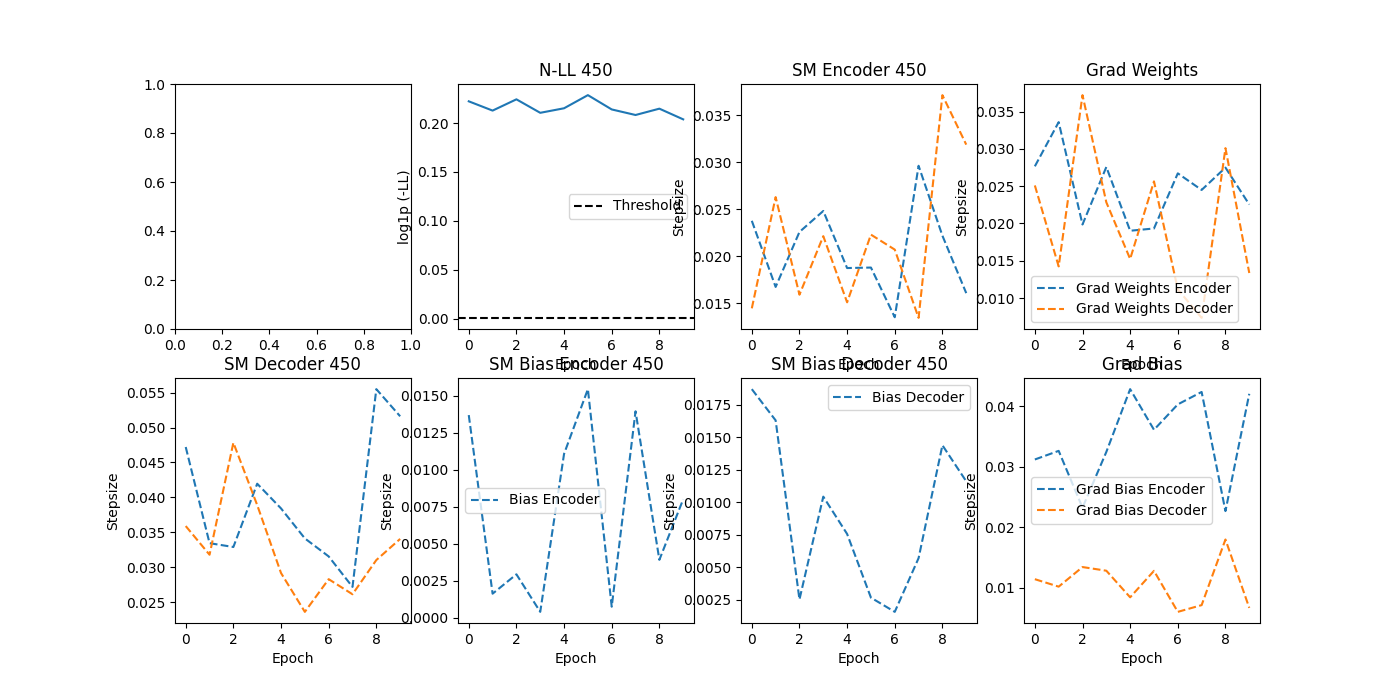 N-LL 450
SM Encoder 450
Grad Weights
1.0
0.8
0.6
0.4
0.2
0.0
0.0 0.2 0.4 0.6 0.8 1.0
log1p (-LL)
0.20
0.15
0.10
0.05
0.00
Threshold
0 2 4 6 8
Epoch
Stepsize
0.035
0.030
0.025
0.020
0.015
0 2 4 6 8
Epoch
Stepsize
0.035
0.030
0.025
0.020
0.015
0.010
Grad Weights Encoder
Grad Weights Decoder
0 2 4 6 8
Epoch
SM Decoder 450
SM Bias Encoder 450
SM Bias Decoder 450
Grad Bias
Stepsize
0.055
0.050
0.045
0.040
0.035
0.030
0.025
0 2 4 6 8
Epoch
Stepsize
0.0150
0.0125
0.0100
0.0075
0.0050
0.0025
0.0000
Bias Encoder
0 2 4 6 8
Epoch
Stepsize
0.0175
0.0150
0.0125
0.0100
0.0075
0.0050
0.0025
Bias Decoder
0 2 4 6 8
Epoch
Stepsize
0.04
0.03
0.02
0.01
Grad Bias Encoder
Grad Bias Decoder
0 2 4 6 8
Epoch